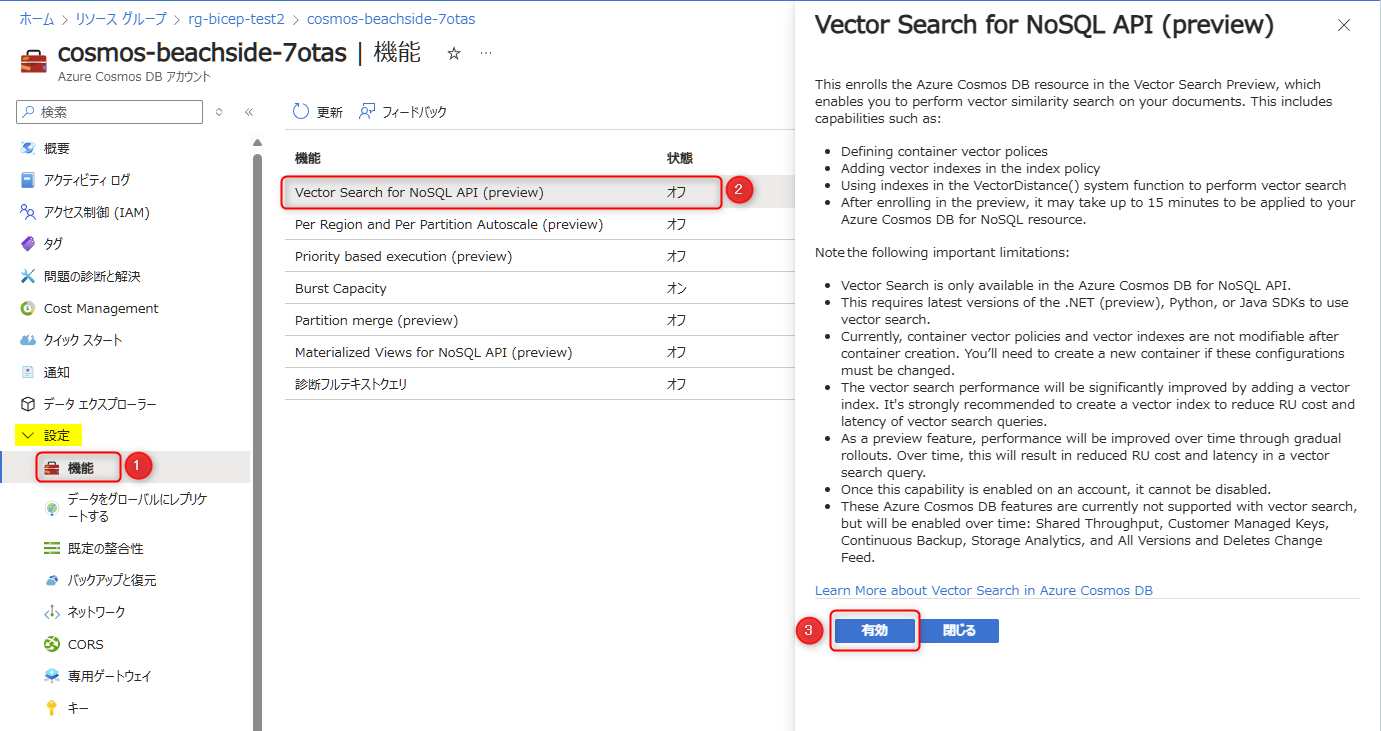 ホーム > リソース グループ > rg-bicep-test2 > cosmos-beachside-7otas
cosmos-beachside-7otas | 機能 ☆ …
Azure Cosmos DB アカウント
検索
概要
アクティビティ ログ
アクセス制御 (IAM)
タグ
問題の診断と解決
Cost Management
クイック スタート
通知
データ エクスプローラー
設定
機能
1
データをグローバルにレプリケ
ートする
既定の整合性
バックアップと復元
ネットワーク
CORS
専用ゲートウェイ
キー
更新 フィードバック
機能 状態
Vector Search for NoSQL API (preview) オフ
2
Per Region and Per Partition Autoscale (preview) オフ
Priority based execution (preview) オフ
Burst Capacity オン
Partition merge (preview) オフ
Materialized Views for NoSQL API (preview) オフ
診断フルテキストクエリ オフ
Vector Search for NoSQL API (preview)
This enrolls the Azure Cosmos DB resource in the Vector Search Preview, which
enables you to perform vector similarity search on your documents. This includes
capabilities such as:
• Defining container vector polices
• Adding vector indexes in the index policy
• Using indexes in the VectorDistance() system function to perform vector search
• After enrolling in the preview, it may take up to 15 minutes to be applied to your
Azure Cosmos DB for NoSQL resource.
Note the following important limitations:
• Vector Search is only available in the Azure Cosmos DB for NoSQL API.
• This requires latest versions of the .NET (preview), Python, or Java SDKs to use
vector search.
• Currently, container vector policies and vector indexes are not modifiable after
container creation. You’ll need to create a new container if these configurations
must be changed.
• The vector search performance will be significantly improved by adding a vector
index. It's strongly recommended to create a vector index to reduce RU cost and
latency of vector search queries.
• As a preview feature, performance will be improved over time through gradual
rollouts. Over time, this will result in reduced RU cost and latency in a vector
search query.
• Once this capability is enabled on an account, it cannot be disabled.
• These Azure Cosmos DB features are currently not supported with vector search,
but will be enabled over time: Shared Throughput, Customer Managed Keys,
Continuous Backup, Storage Analytics, and All Versions and Deletes Change
Feed.
Learn More about Vector Search in Azure Cosmos DB
3
有効 閉じる